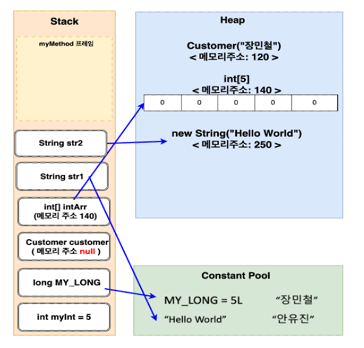 Stack
myMethod 프레임
String str2
String str1
int[] intArr
(메모리 주소 140)
Customer customer
( 메모리 주소 null )
long MY_LONG
int myInt = 5
Heap
Customer("장민철")
< 메모리주소: 120 >
int[5]
< 메모리주소: 140 >
0 0 0 0 0
new String("Hello World")
< 메모리주소: 250 >
Constant Pool
MY_LONG = 5L "장민철"
"Hello World" "안유진"